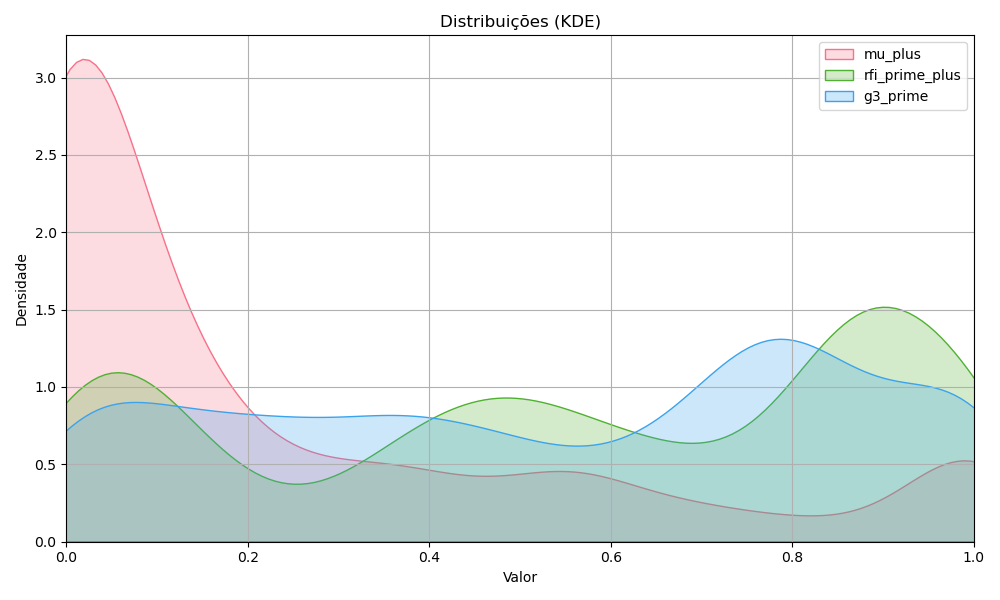 Distribuições (KDE)
mu_plus
rfi_prime_plus
g3_prime
Densidade
3.0
2.5
2.0
1.5
1.0
0.5
0.0
0.0 0.2 0.4 0.6 0.8 1.0
Valor